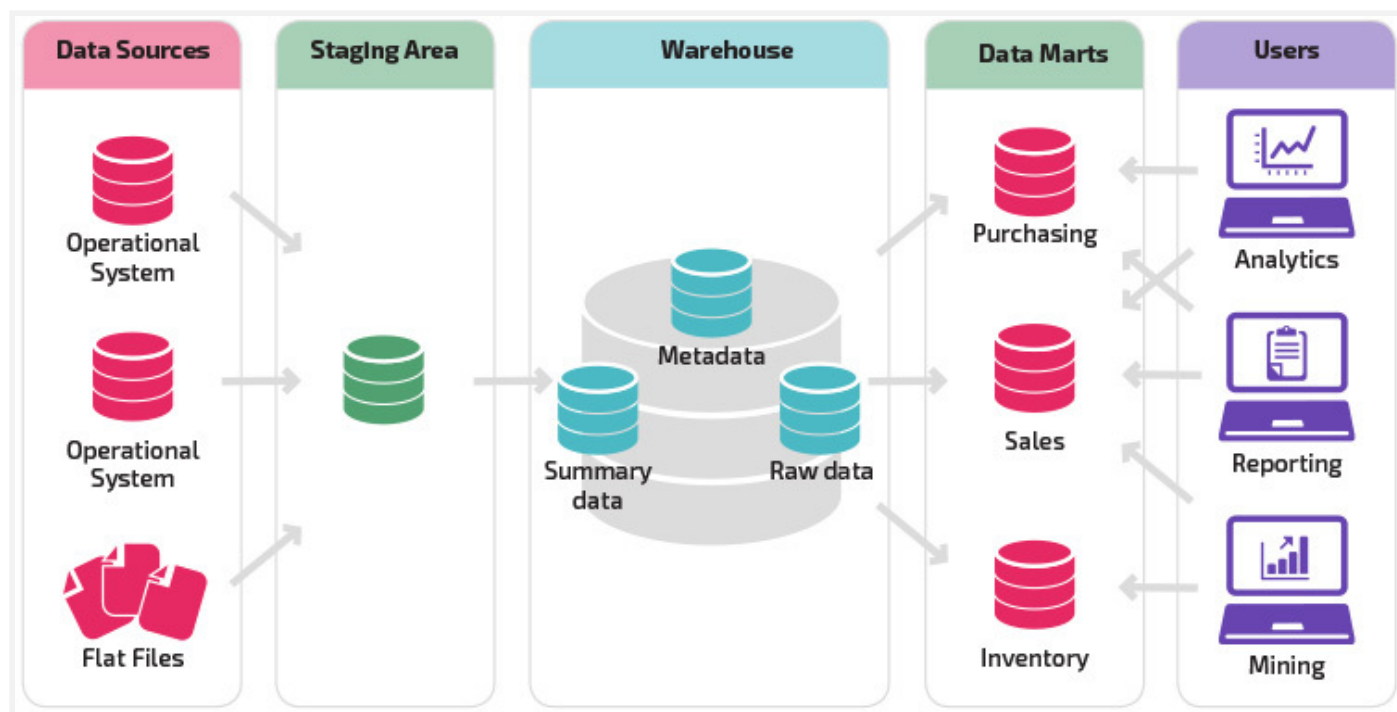 Data Sources
Staging Area
Warehouse
Data Marts
Users
Operational
System
Operational
System
Flat Files
Metadata
Summary
data
Raw data
Purchasing
Sales
Inventory
Analytics
Reporting
Mining